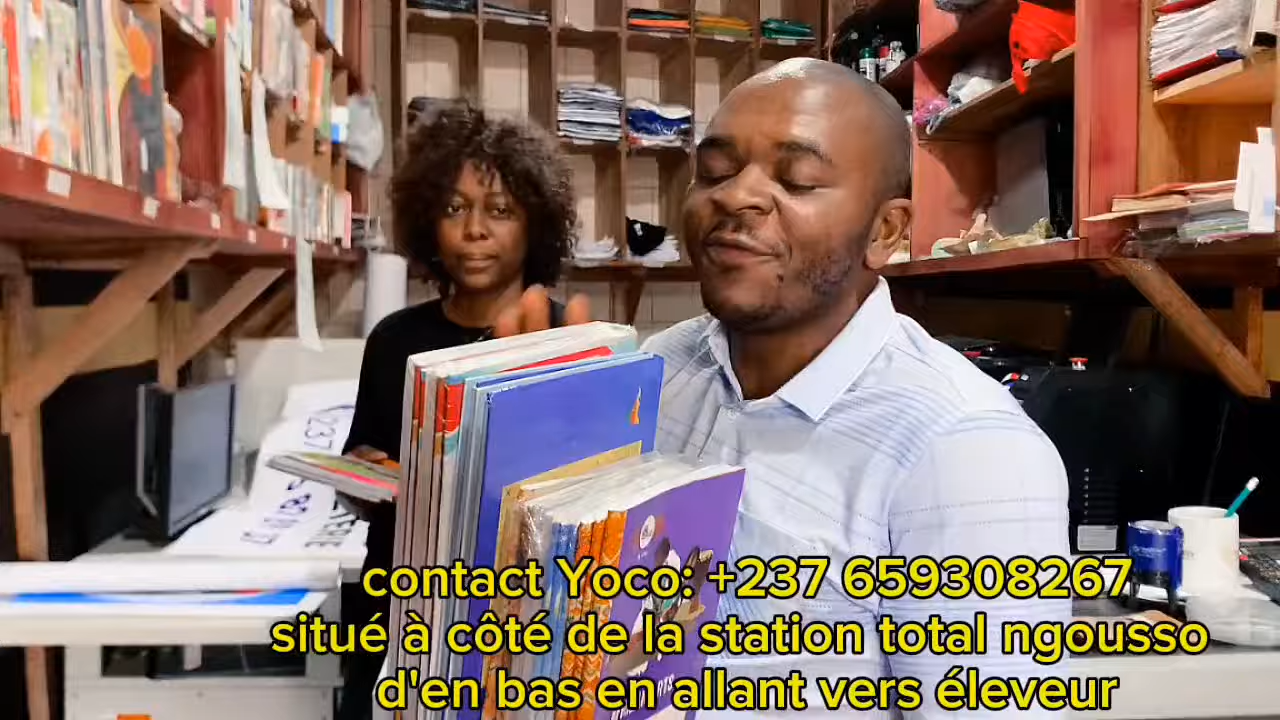 contact Yoco: +237 659308267
situé à côté de la station total ngousso
d'en bas en allant vers éleveur